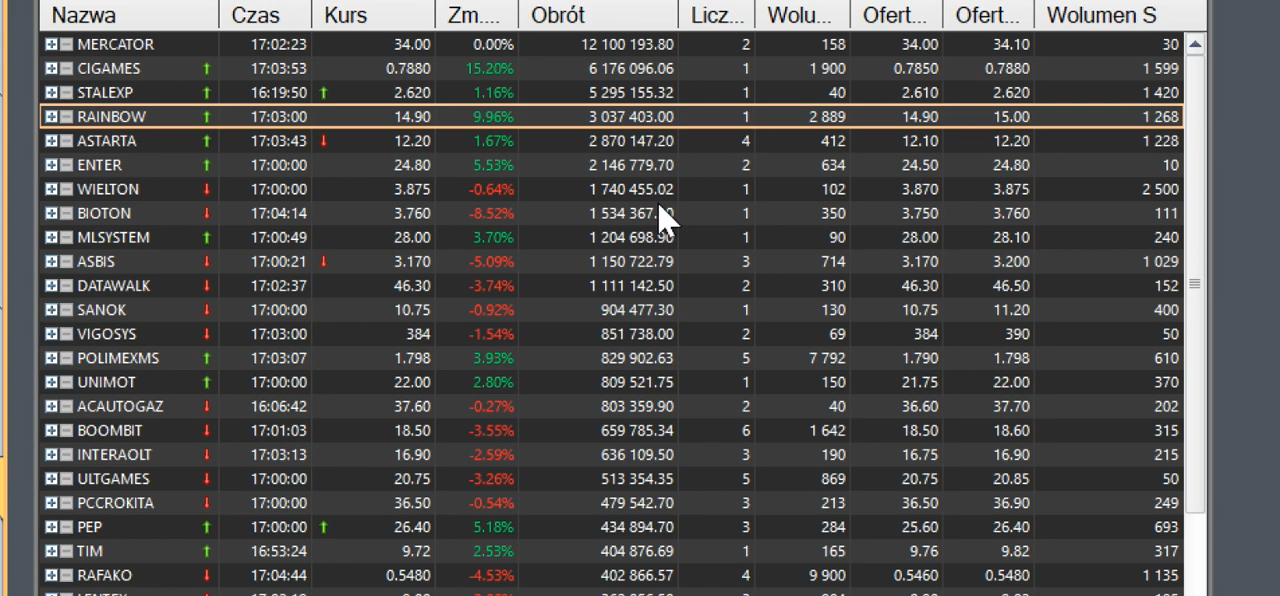 Nazwa Czas Kurs Zm.... Obrót Licz... Wolu... Ofert... Ofert... Wolumen S
MERCATOR 17:02:23 34.00 0.00% 12 100 193.80 2 158 34.00 34.10 30
CIGAMES 17:03:53 0.7880 15.20% 6 176 096.06 1 1 900 0.7850 0.7880 1 599
STALEXP 16:19:50 2.620 1.16% 5 295 155.32 1 40 2.610 2.620 1 420
RAINBOW 17:03:00 14.90 9.96% 3 037 403.00 1 2 889 14.90 15.00 1 268
ASTARTA 17:03:43 12.20 1.67% 2 870 147.20 4 412 12.10 12.20 1 228
ENTER 17:00:00 24.80 5.53% 2 146 779.70 2 634 24.50 24.80 10
WIELTON 17:00:00 3.875 -0.64% 1 740 455.02 1 102 3.870 3.875 2 500
BIOTON 17:04:14 3.760 -8.52% 1 534 367. 1 350 3.750 3.760 111
MLSYSTEM 17:00:49 28.00 3.70% 1 204 698.90 1 90 28.00 28.10 240
ASBIS 17:00:21 3.170 -5.09% 1 150 722.79 3 714 3.170 3.200 1 029
DATAWALK 17:02:37 46.30 -3.74% 1 111 142.50 2 310 46.30 46.50 152
SANOK 17:00:00 10.75 -0.92% 904 477.30 1 130 10.75 11.20 400
VIGOSYS 17:03:00 384 -1.54% 851 738.00 2 69 384 390 50
POLIMEXMS 17:03:07 1.798 3.93% 829 902.63 5 7 792 1.790 1.798 610
UNIMOT 17:00:00 22.00 2.80% 809 521.75 1 150 21.75 22.00 370
ACAUTOGAZ 16:06:42 37.60 -0.27% 803 359.90 2 40 36.60 37.70 202
BOOMBIT 17:01:03 18.50 -3.55% 659 785.34 6 1 642 18.50 18.60 315
INTERAOLT 17:03:13 16.90 -2.59% 636 109.50 3 190 16.75 16.90 215
ULTGAMES 17:00:00 20.75 -3.26% 513 354.35 5 869 20.75 20.85 50
PCCROKITA 17:00:00 36.50 -0.54% 479 542.70 3 213 36.50 36.90 249
PEP 17:00:00 26.40 5.18% 434 894.70 3 284 25.60 26.40 693
TIM 16:53:24 9.72 2.53% 404 876.69 1 165 9.76 9.82 317
RAFAKO 17:04:44 0.5480 -4.53% 402 866.57 4 9 900 0.5460 0.5480 1 135